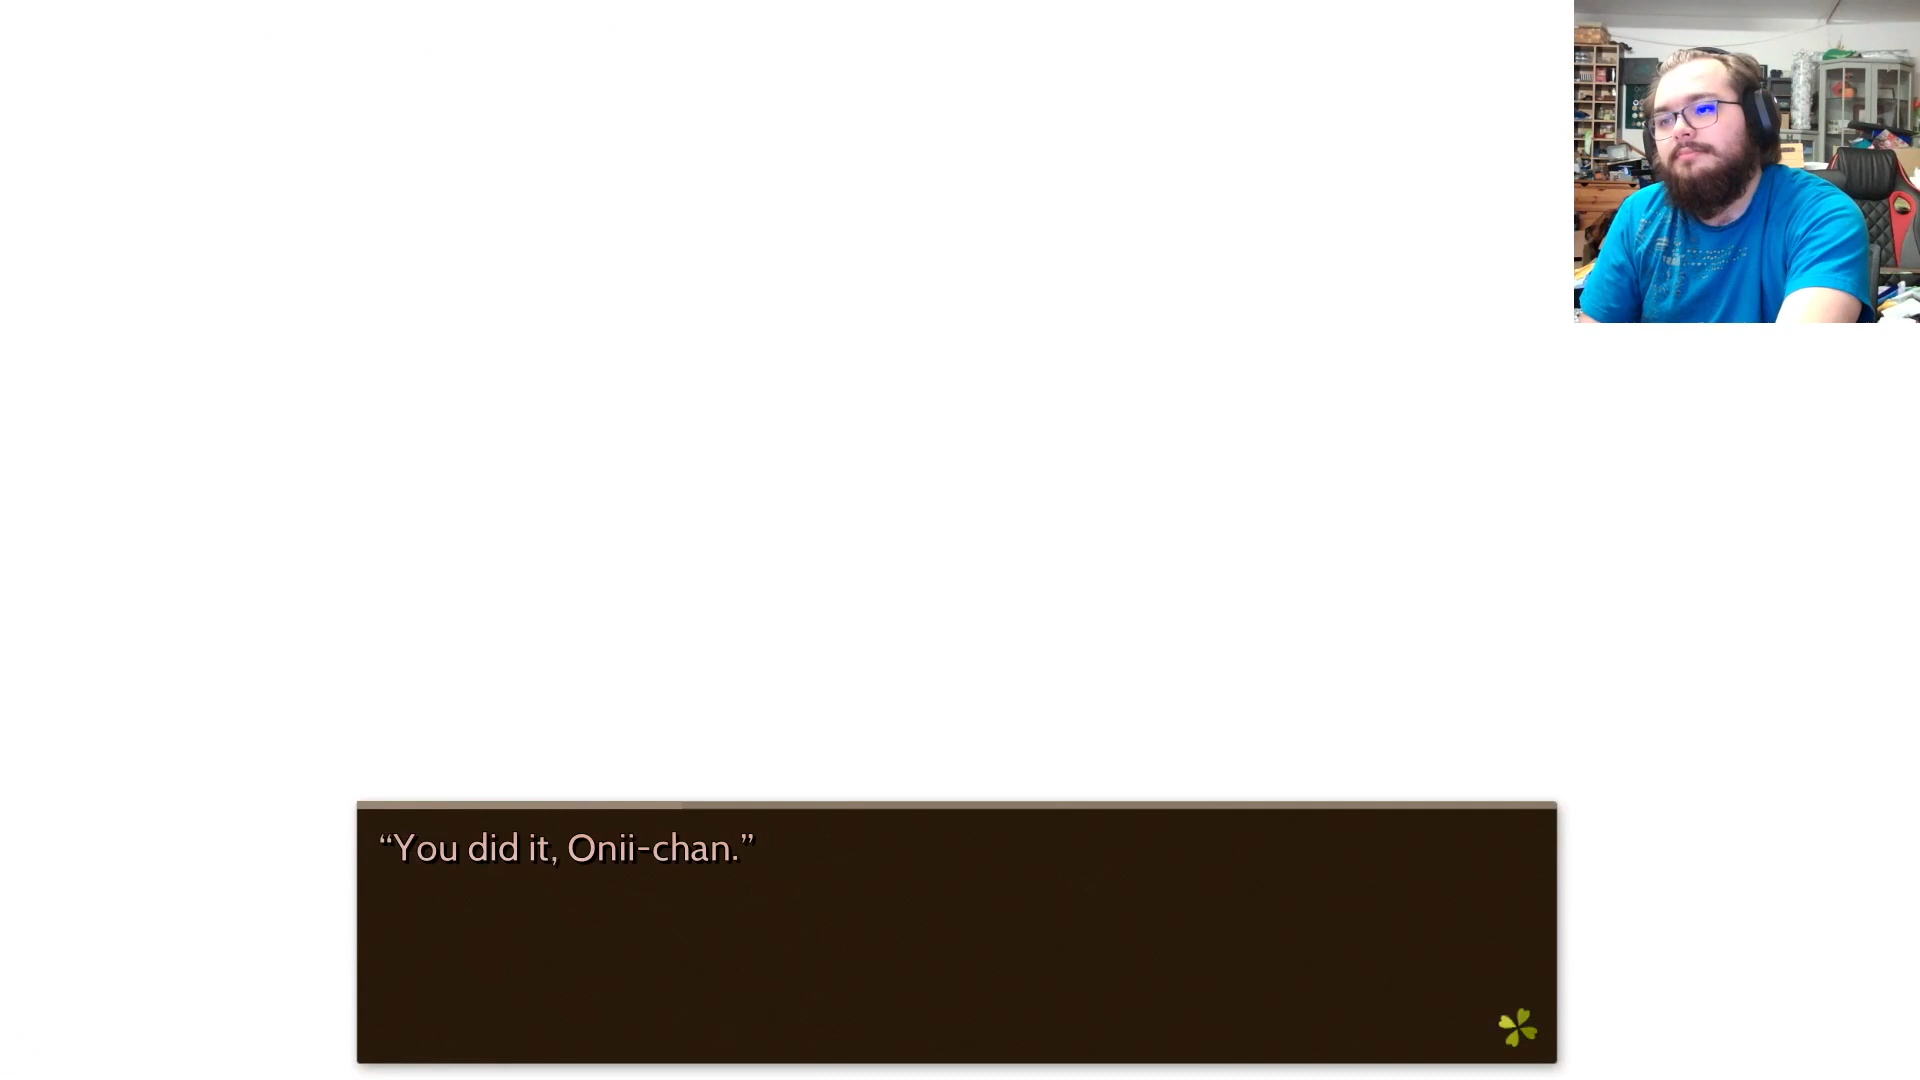 “You did it, Onii-chan.”